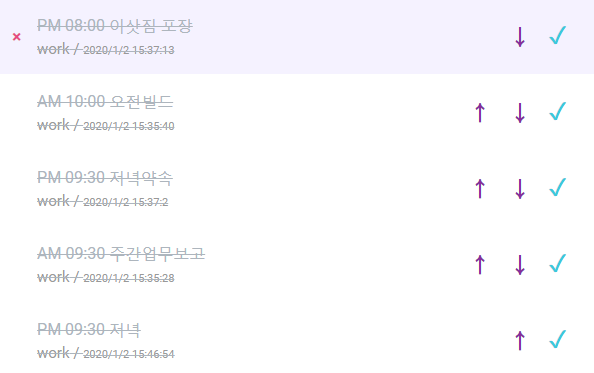 PM 08:00 이삿짐 포장
work / 2020/1/2 15:37:13
AM 10:00 오전빌드
work / 2020/1/2 15:35:40
PM 09:30 저녁약속
work / 2020/1/2 15:37:2
AM 09:30 주간업무보고
work / 2020/1/2 15:35:28
PM 09:30 저녁
work / 2020/1/2 15:46:54